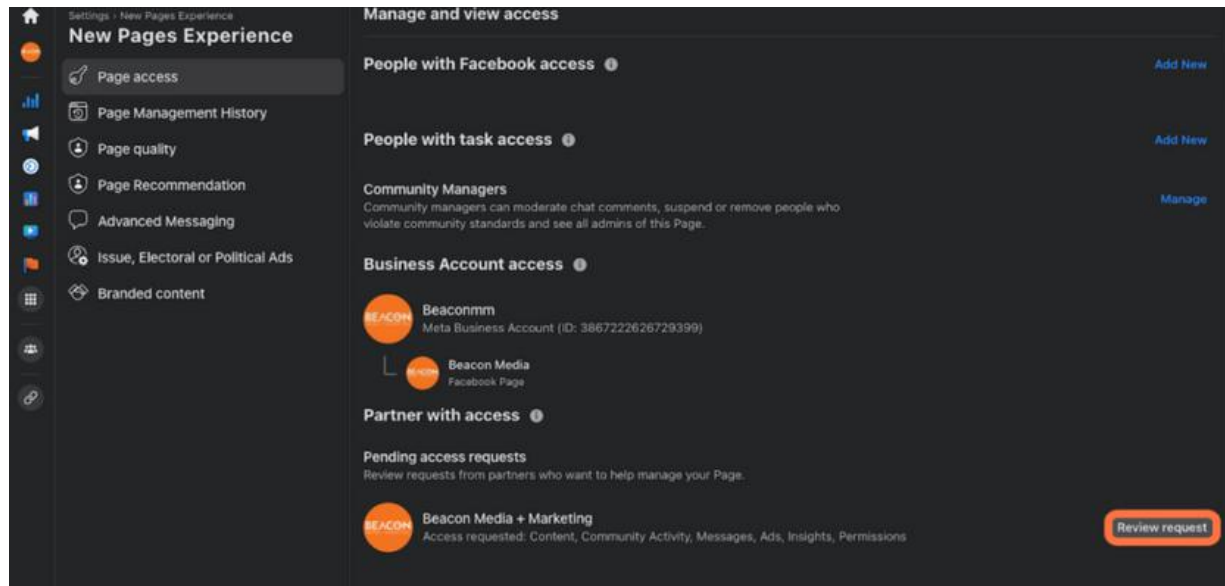 Settings › New Pages Experience
New Pages Experience
Page access
Page Management History
Page quality
Page Recommendation
Advanced Messaging
Issue, Electoral or Political Ads
Branded content
Manage and view access
People with Facebook access
Add New
People with task access
Add New
Community Managers
Community managers can moderate chat comments, suspend or remove people who
violate community standards and see all admins of this Page.
Manage
Business Account access
BEACON
Beaconmm
Meta Business Account (ID: 3867222626729399)
BEACON
Beacon Media
Facebook Page
Partner with access
Pending access requests
Review requests from partners who want to help manage your Page.
BEACON
Beacon Media + Marketing
Access requested: Content, Community Activity, Messages, Ads, Insights, Permissions
Review request